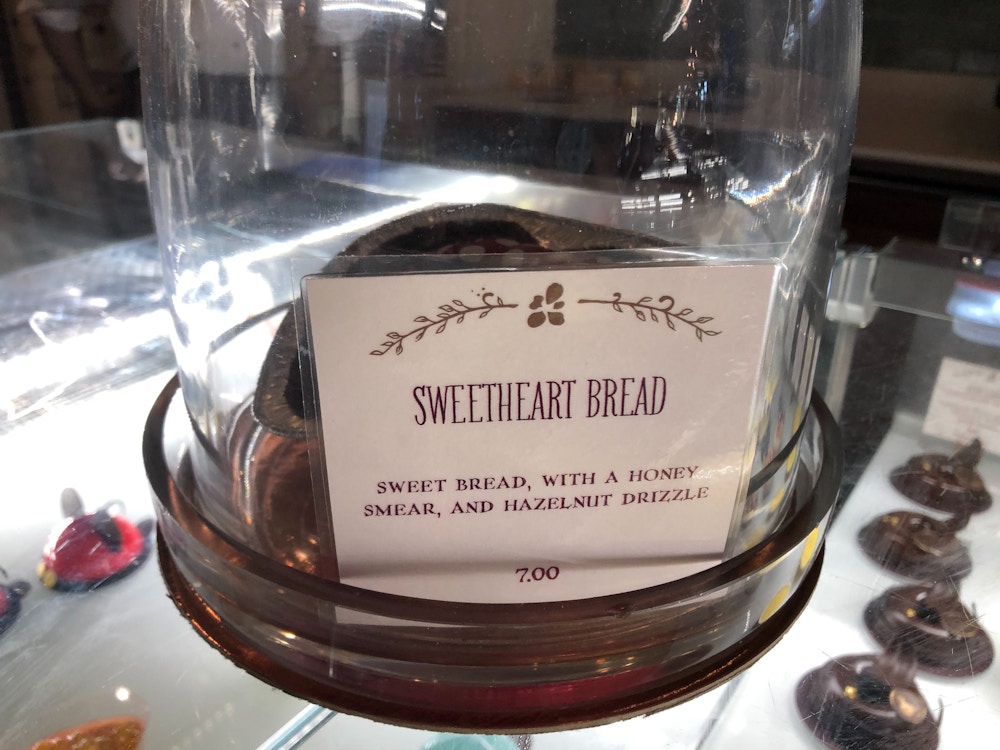 SWEETHEART BREAD
SWEET BREAD, WITH A HONEY
SMEAR, AND HAZELNUT DRIZZLE
7.00